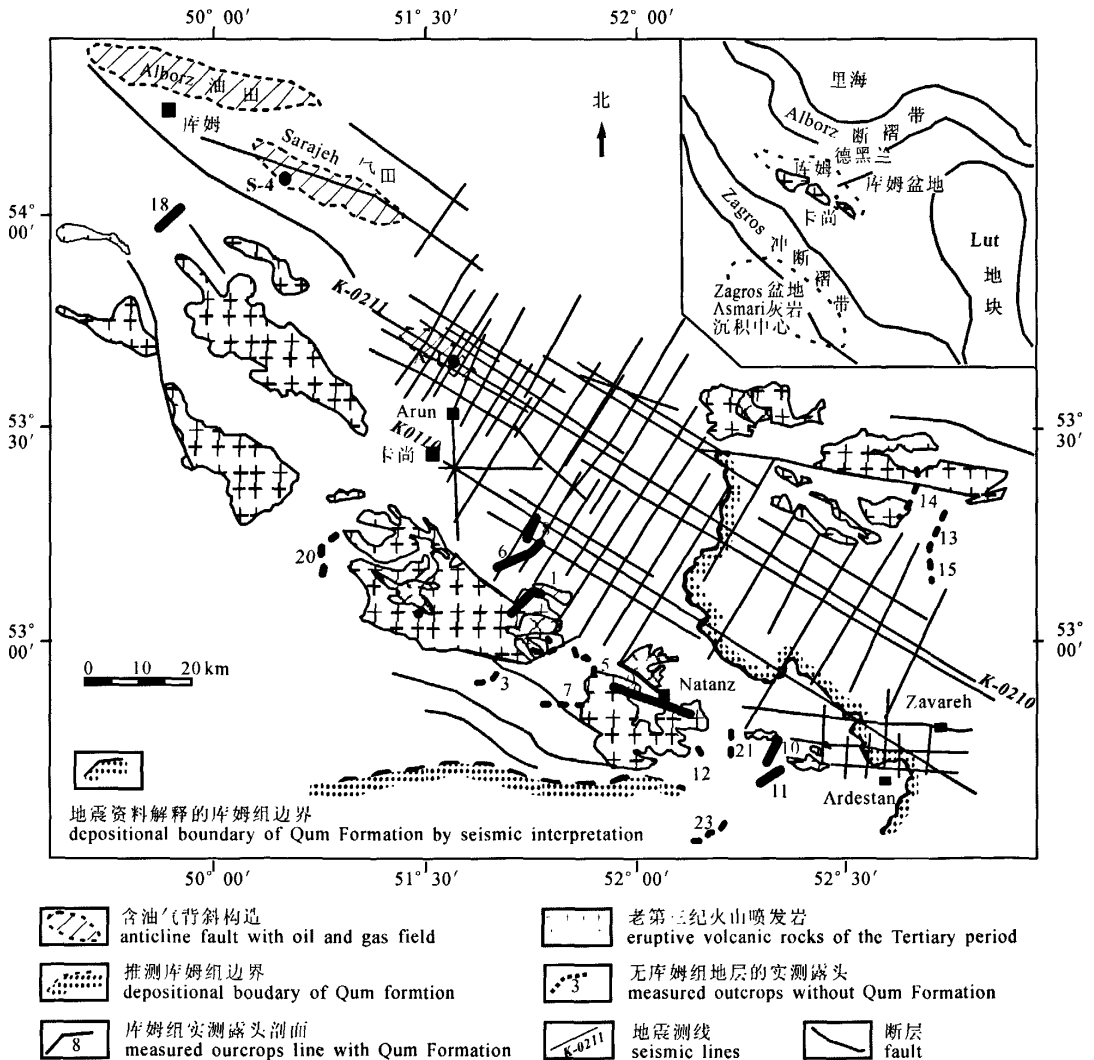 50° 00′ 51° 30′ 52° 00′
Alborz 油田
库姆
Sarajeh 气田
S-4
北
里海
Alborz 断褶带
德黑兰
库姆
库姆盆地
卡尚
Zagros 冲断褶带
Lut
地
块
Zagros 盆地
Asmari 灰岩
沉积中心
54°
00′
18
K-0211
53°
30′
53°
30′
Arun
K0110
卡尚
14
13
15
20
6
1
53°
00′
53°
00′
0 10 20 km
3
5
7
Natanz
K-0210
Zavareh
21
10
12
11
Ardestan
23
地震资料解释的库姆组边界
depositional boundary of Qum Formation by seismic interpretation
50° 00′ 51° 30′ 52° 00′ 52° 30′
含油气背斜构造
anticline fault with oil and gas field
老第三纪火山喷发岩
eruptive volcanic rocks of the Tertiary period
推测库姆组边界
depositional boudary of Qum formtion
3
无库姆组地层的实测露头
measured outcrops without Qum Formation
8
库姆组实测露头剖面
measured ourcrops line with Qum Formation
K-0211
地震测线
seismic lines
断层
fault